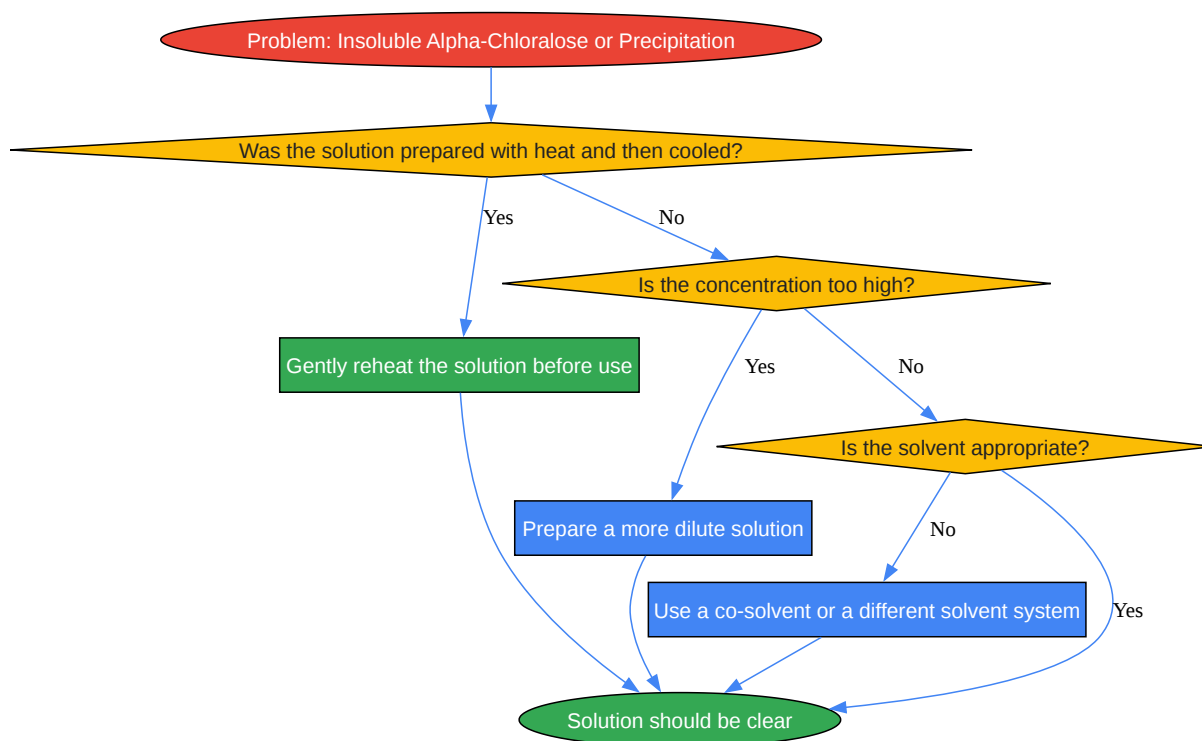 Problem: Insoluble Alpha-Chloralose or Precipitation
Was the solution prepared with heat and then cooled?
Yes
No
Is the concentration too high?
Gently reheat the solution before use
Yes
No
Is the solvent appropriate?
Prepare a more dilute solution
No
Use a co-solvent or a different solvent system
Yes
Solution should be clear